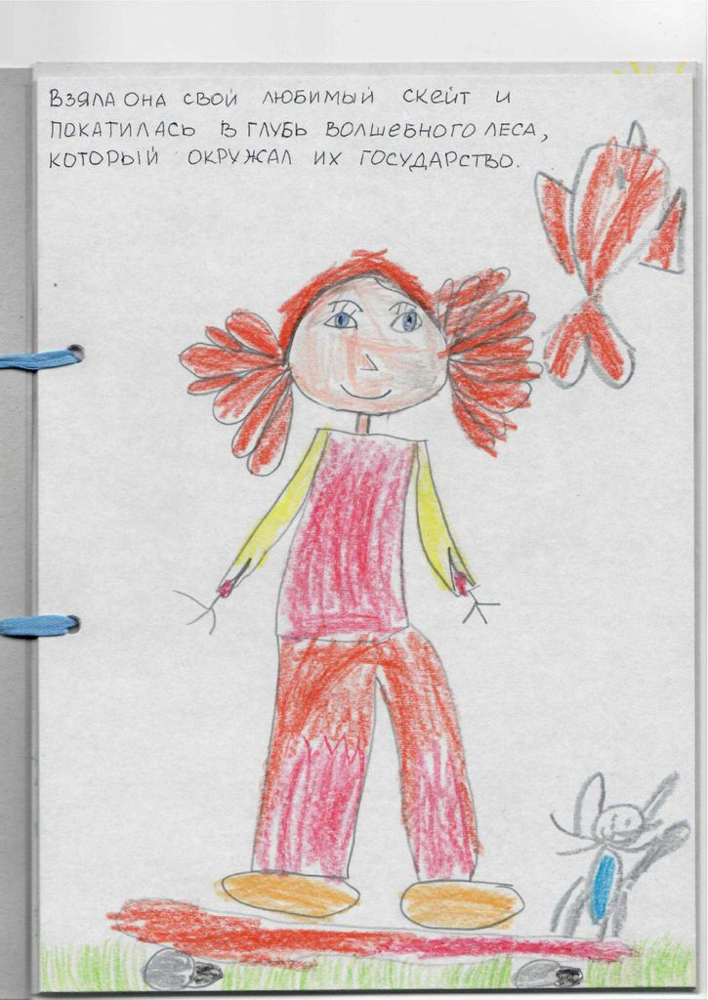 ВЗЯЛА ОНА СВОЙ ЛЮБИМЫЙ СКЕЙТ И
ПОКАТИЛАСЬ В ГЛУБЬ ВОЛШЕБНОГО ЛЕСА,
КОТОРЫЙ ОКРУЖАЛ ИХ ГОСУДАРСТВО.